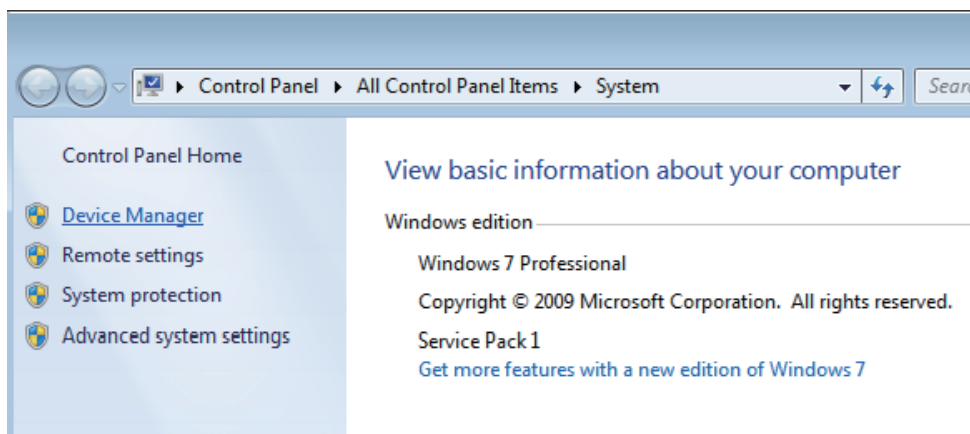 Control Panel ▸ All Control Panel Items ▸ System
Control Panel Home
Device Manager
Remote settings
System protection
Advanced system settings
View basic information about your computer
Windows edition
Windows 7 Professional
Copyright © 2009 Microsoft Corporation. All rights reserved.
Service Pack 1
Get more features with a new edition of Windows 7